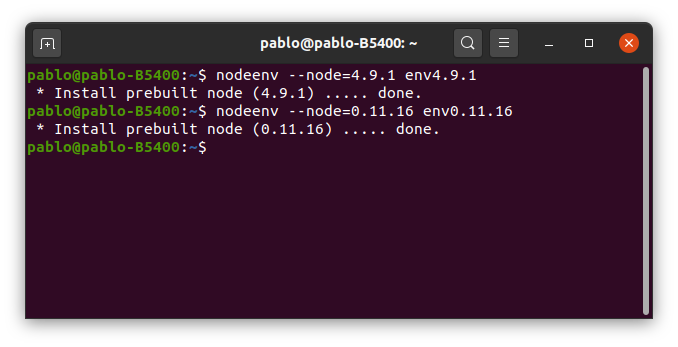 pablo@pablo-B5400: ~
pablo@pablo-B5400:~$ nodeenv --node=4.9.1 env4.9.1
* Install prebuilt node (4.9.1) ..... done.
pablo@pablo-B5400:~$ nodeenv --node=0.11.16 env0.11.16
* Install prebuilt node (0.11.16) ..... done.
pablo@pablo-B5400:~$